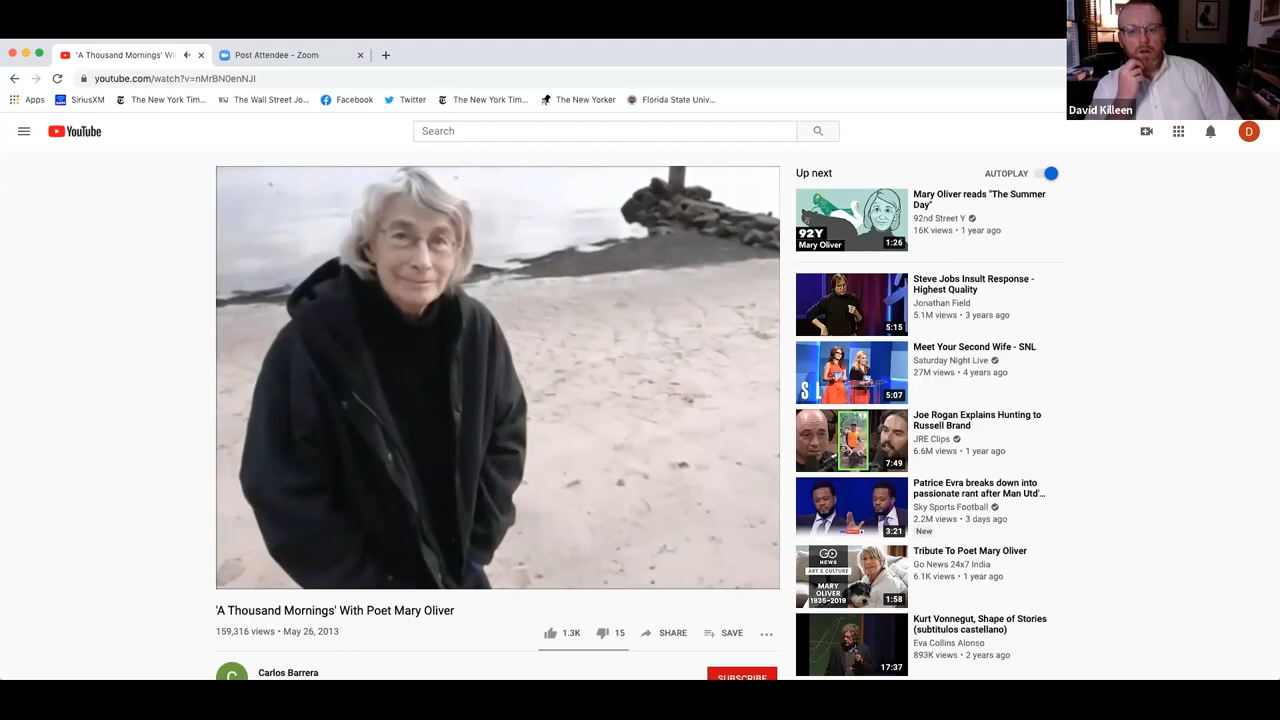 'A Thousand Mornings' Wi
Post Attendee - Zoom
youtube.com/watch?v=nMrBN0enNJI
Apps
SiriusXM
The New York Tim...
WSJ
The Wall Street Jo...
Facebook
Twitter
The New York Tim...
The New Yorker
Florida State Univ...
David Killeen
YouTube
Search
D
Up next
AUTOPLAY
92Y
Mary Oliver
1:26
Mary Oliver reads "The Summer
Day"
92nd Street Y
16K views • 1 year ago
5:15
Steve Jobs Insult Response -
Highest Quality
Jonathan Field
5.1M views • 3 years ago
S L
5:07
Meet Your Second Wife - SNL
Saturday Night Live
27M views • 4 years ago
7:49
Joe Rogan Explains Hunting to
Russell Brand
JRE Clips
6.6M views • 1 year ago
3:21
Patrice Evra breaks down into
passionate rant after Man Utd'...
Sky Sports Football
2.2M views • 3 days ago
New
GO
NEWS
ART & CULTURE
MARY
OLIVER
1935-2019
1:58
Tribute To Poet Mary Oliver
Go News 24x7 India
6.1K views • 1 year ago
17:37
Kurt Vonnegut, Shape of Stories
(subtitulos castellano)
Eva Collins Alonso
893K views • 2 years ago
'A Thousand Mornings' With Poet Mary Oliver
159,316 views • May 26, 2013
1.3K
15
SHARE
SAVE
C
Carlos Barrera
SUBSCRIBE